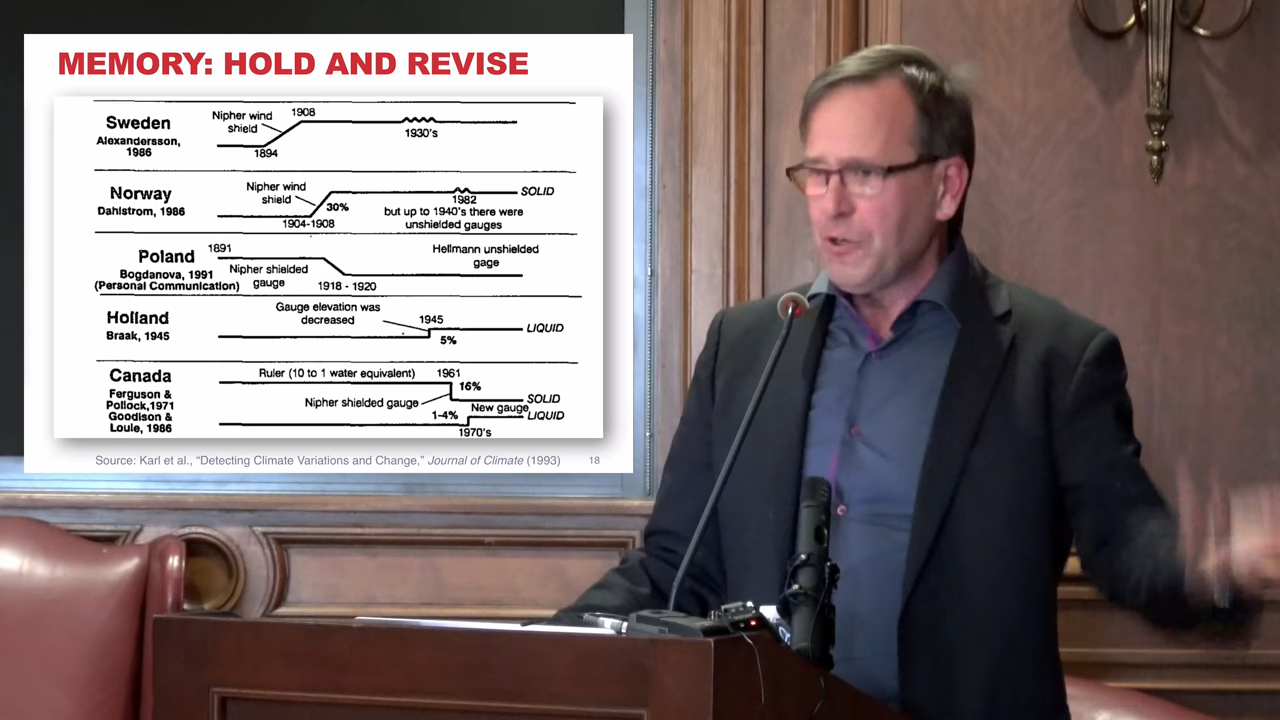 MEMORY: HOLD AND REVISE
Sweden
Alexandersson,
1986
Nipher wind
shield
1908
1894
1930's
Norway
Dahlstrom, 1986
Nipher wind
shield
30%
1904-1908
1982
SOLID
but up to 1940's there were
unshielded gauges
Poland
Bogdanova, 1991
(Personal Communication)
1891
Nipher shielded
gauge
1918 - 1920
Hellmann unshielded
gage
Holland
Braak, 1945
Gauge elevation was
decreased
1945
5%
LIQUID
Canada
Ferguson &
Pollock,1971
Goodison &
Louie, 1986
Ruler (10 to 1 water equivalent)
1961
16%
Nipher shielded gauge
SOLID
1-4%
New gauge
LIQUID
1970's
Source: Karl et al., “Detecting Climate Variations and Change,” Journal of Climate (1993)
18